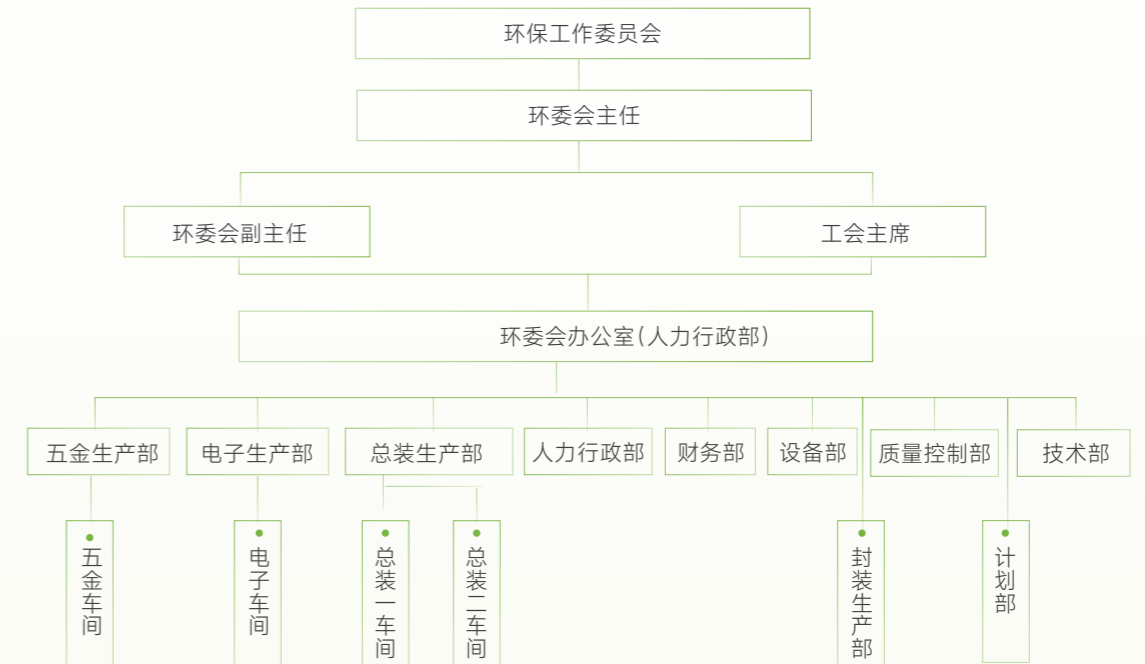 环保工作委员会
环委会主任
环委会副主任
工会主席
环委会办公室(人力行政部)
五金生产部
电子生产部
总装生产部
人力行政部
财务部
设备部
质量控制部
技术部
五金车间
电子车间
总装一车间
总装二车间
封装生产部
计划部